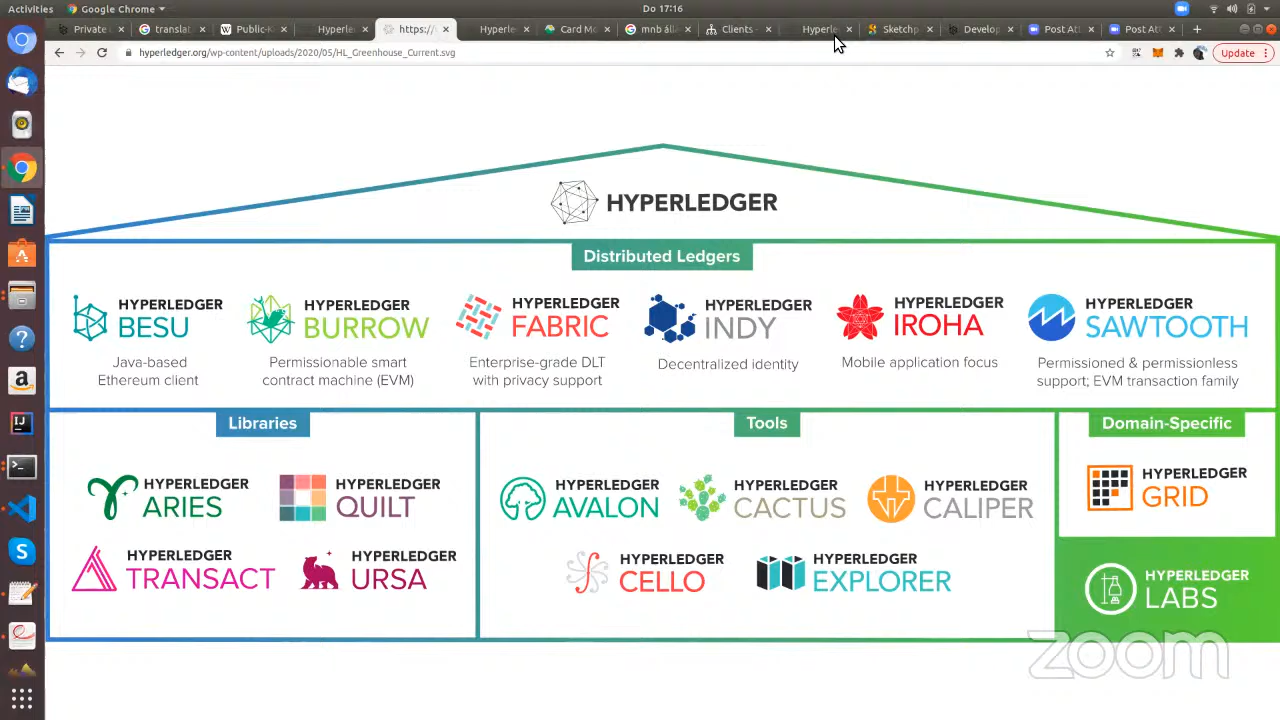 Activities
Google Chrome
Do 17:16
Private
translat
Public-K
Hyperle
https://
Hyperle
Card Mo
mnb äll
Clients
Hyperle
Sketchp
Develop
Post At
Post At
hyperledger.org/wp-content/uploads/2020/05/HL_Greenhouse_Current.svg
Update
HYPERLEDGER
Distributed Ledgers
HYPERLEDGER
BESU
Java-based
Ethereum client
HYPERLEDGER
BURROW
Permissionable smart
contract machine (EVM)
HYPERLEDGER
FABRIC
Enterprise-grade DLT
with privacy support
HYPERLEDGER
INDY
Decentralized identity
HYPERLEDGER
IROHA
Mobile application focus
HYPERLEDGER
SAWTOOTH
Permissioned & permissionless
support; EVM transaction family
Libraries
HYPERLEDGER
ARIES
HYPERLEDGER
QUILT
HYPERLEDGER
TRANSACT
HYPERLEDGER
URSA
Tools
HYPERLEDGER
AVALON
HYPERLEDGER
CACTUS
HYPERLEDGER
CALIPER
HYPERLEDGER
CELLO
HYPERLEDGER
EXPLORER
Domain-Specific
HYPERLEDGER
GRID
HYPERLEDGER
LABS
zoom